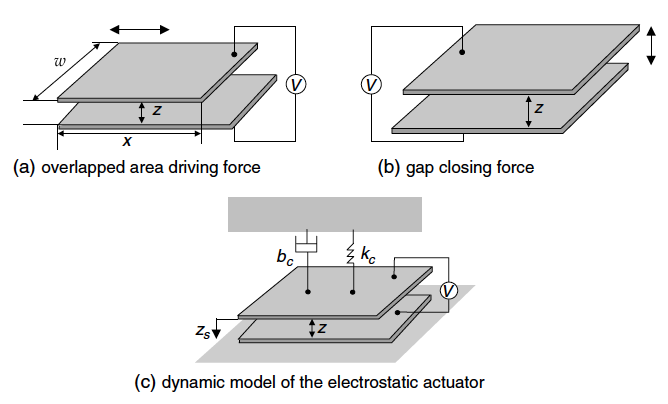 w
z
x
V
(a) overlapped area driving force
V
z
(b) gap closing force
b_c
k_c
V
z_s
z
(c) dynamic model of the electrostatic actuator